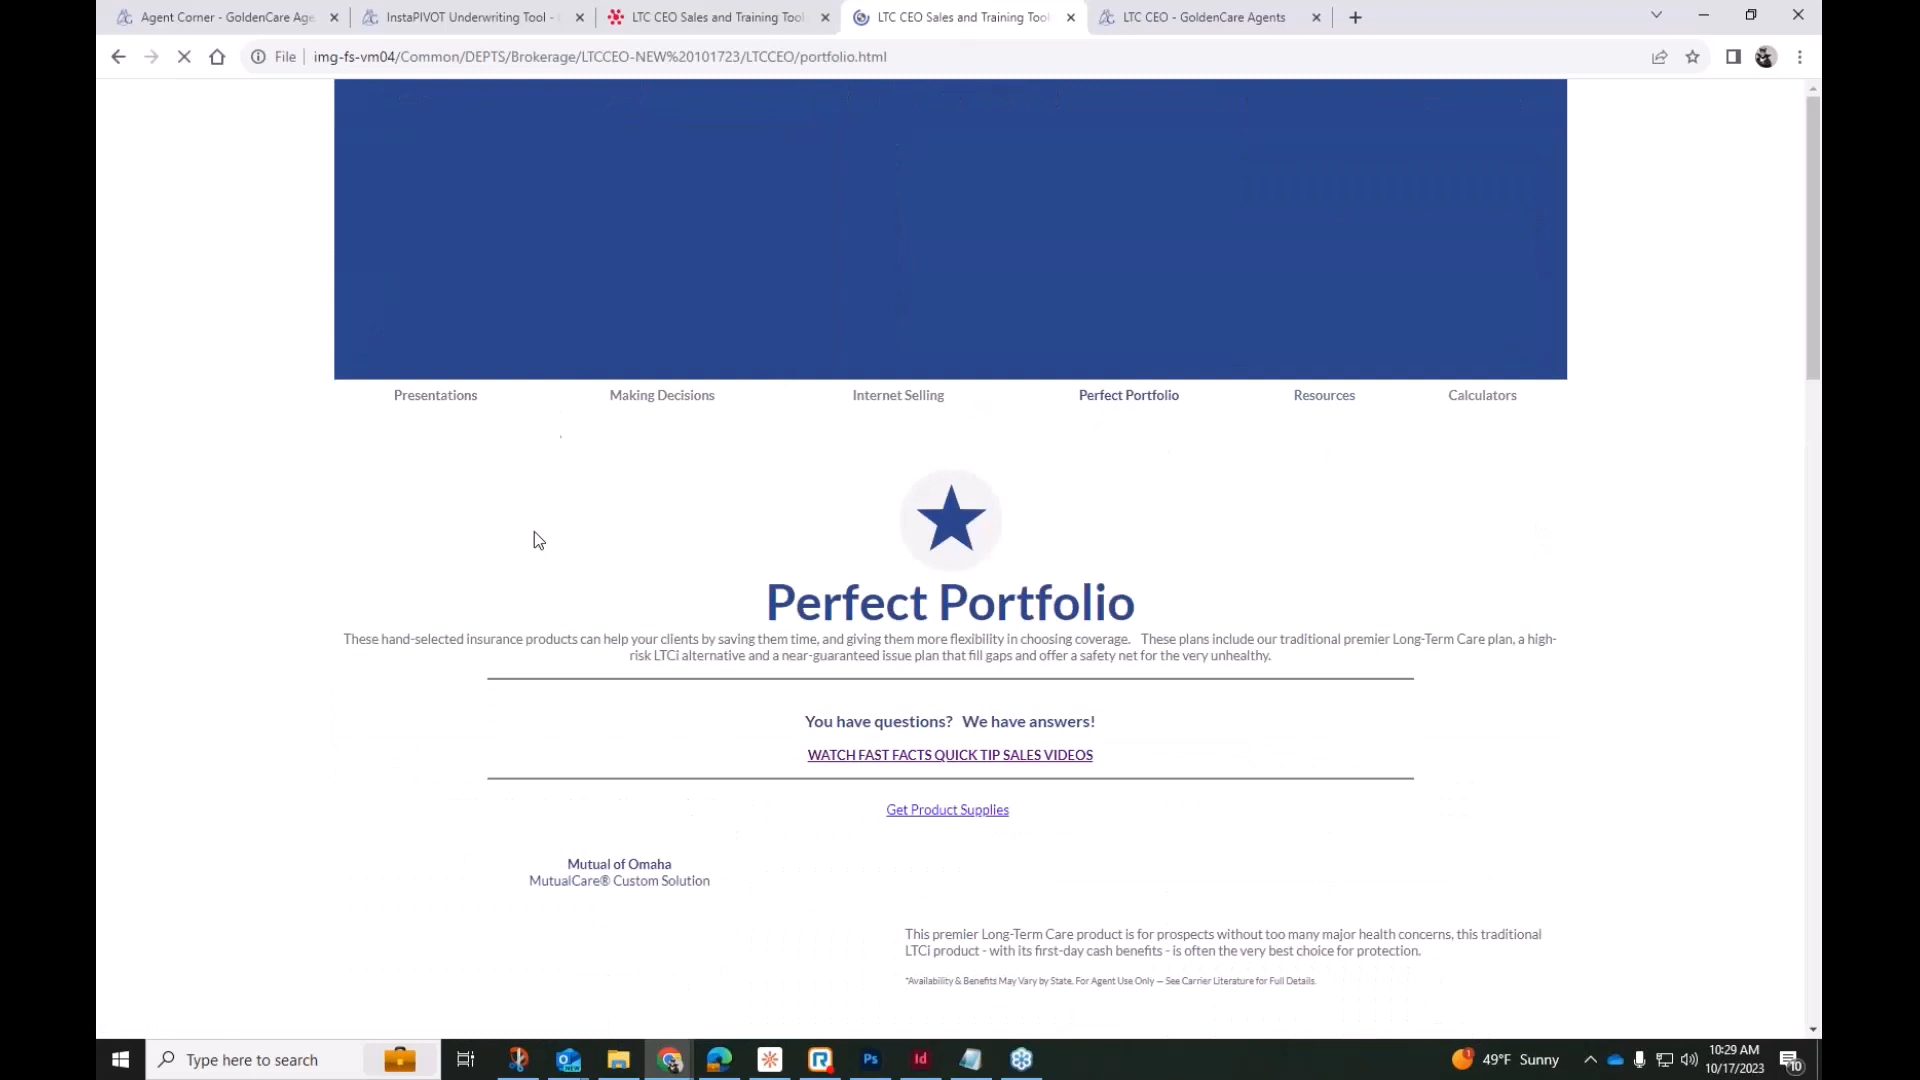 Agent Corner - GoldenCare Age
InstaPIVOT Underwriting Tool -
LTC CEO Sales and Training Tool
LTC CEO Sales and Training Tool
LTC CEO - GoldenCare Agents
File
img-fs-vm04/Common/DEPTS/Brokerage/LTCCEO-NEW%20101723/LTCCEO/portfolio.html
Presentations
Making Decisions
Internet Selling
Perfect Portfolio
Resources
Calculators
Perfect Portfolio
These hand-selected insurance products can help your clients by saving them time, and giving them more flexibility in choosing coverage. These plans include our traditional premier Long-Term Care plan, a high-
risk LTCi alternative and a near-guaranteed issue plan that fill gaps and offer a safety net for the very unhealthy.
You have questions? We have answers!
WATCH FAST FACTS QUICK TIP SALES VIDEOS
Get Product Supplies
Mutual of Omaha
MutualCare® Custom Solution
This premier Long-Term Care product is for prospects without too many major health concerns, this traditional
LTCi product - with its first-day cash benefits - is often the very best choice for protection.
*Availability & Benefits May Vary by State. For Agent Use Only — See Carrier Literature for Full Details.
Type here to search
NEW
Ps
Id
49°F Sunny
10:29 AM
10/17/2023
10